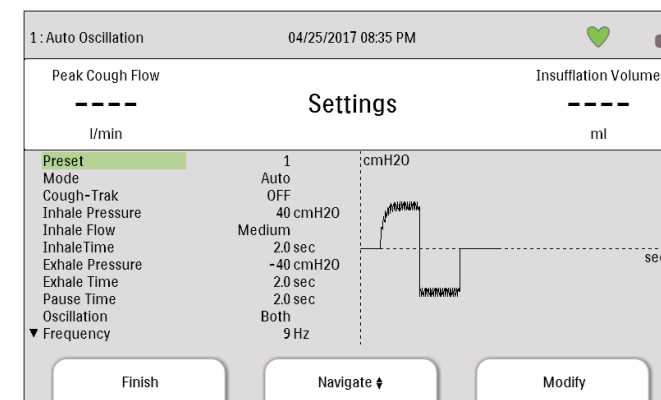 1: Auto Oscillation 04/25/2017 08:35 PM
Peak Cough Flow Insufflation Volume
---- Settings ----
l/min ml
Preset 1 cmH2O
Mode Auto
Cough-Trak OFF
Inhale Pressure 40 cmH2O
Inhale Flow Medium
InhaleTime 2.0 sec
Exhale Pressure -40 cmH2O
Exhale Time 2.0 sec
Pause Time 2.0 sec
Oscillation Both
▼ Frequency 9 Hz
Finish Navigate Modify